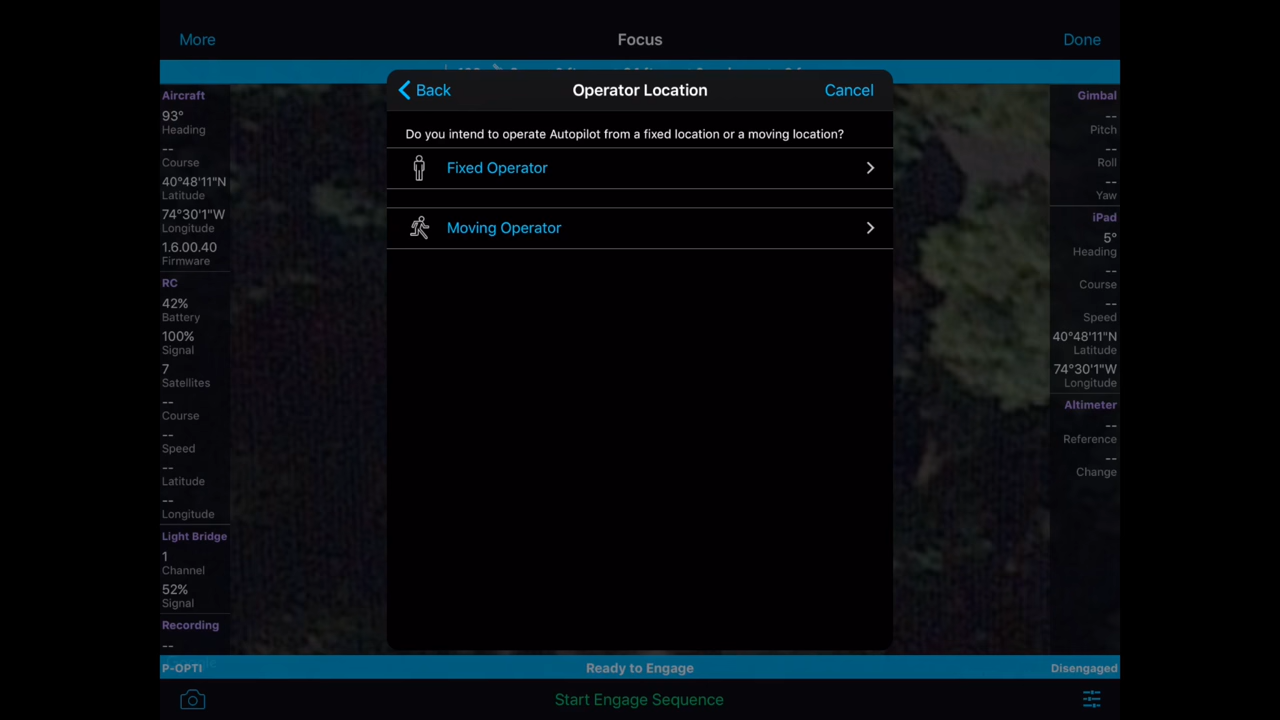 More
Focus
Done
Back
Operator Location
Cancel
Do you intend to operate Autopilot from a fixed location or a moving location?
Fixed Operator
Moving Operator
Aircraft
93°
Heading
--
Course
40°48'11"N
Latitude
74°30'1"W
Longitude
1.6.00.40
Firmware
RC
42%
Battery
100%
Signal
7
Satellites
--
Course
--
Speed
--
Latitude
--
Longitude
Light Bridge
1
Channel
52%
Signal
Recording
--
Gimbal
--
Pitch
--
Roll
--
Yaw
iPad
5°
Heading
--
Course
--
Speed
40°48'11"N
Latitude
74°30'1"W
Longitude
Altimeter
--
Reference
--
Change
P-OPTI
Ready to Engage
Disengaged
Start Engage Sequence